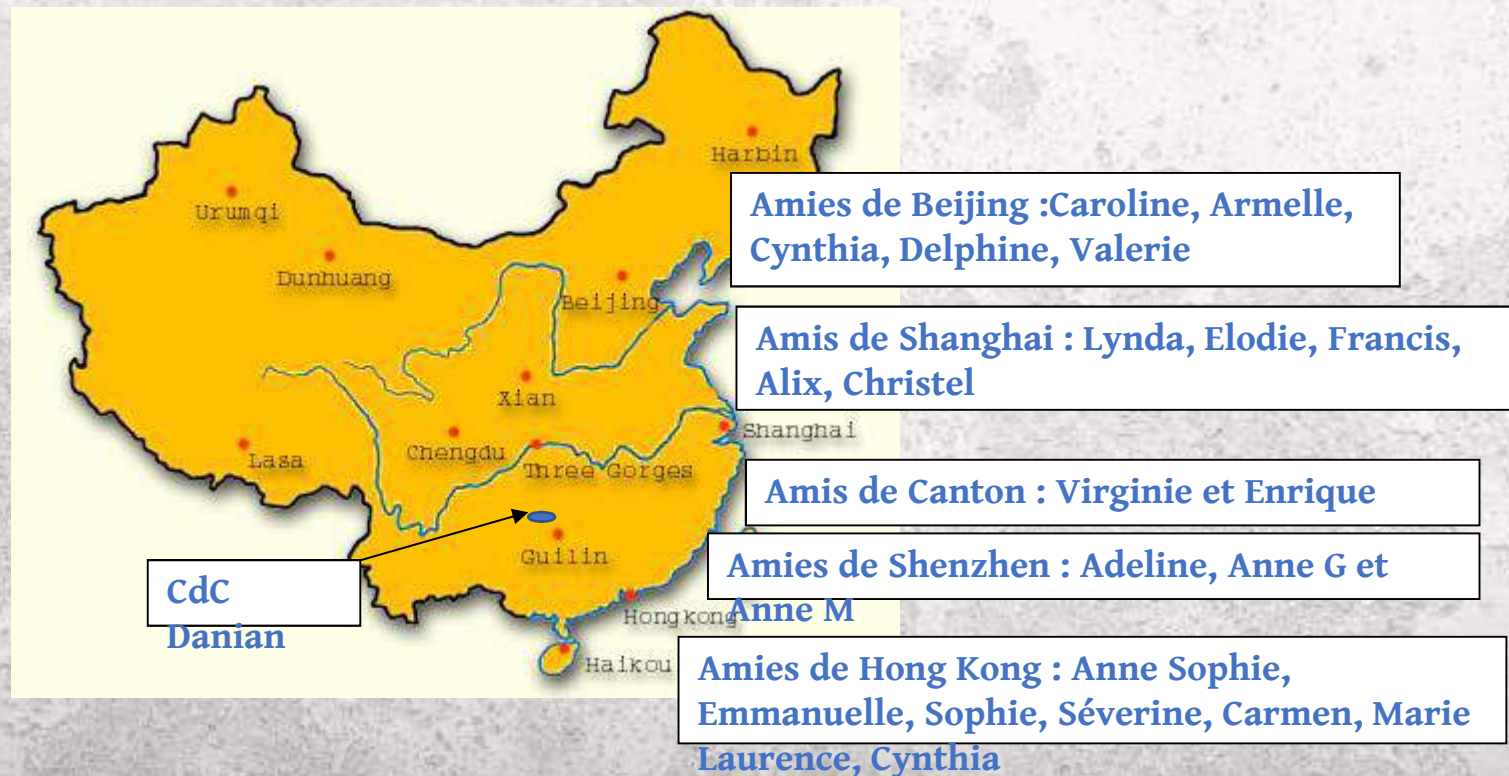 Harbin
Urumqi
Dunhuang
Beijing
Xian
Chengdu
Lasa
Three Gorges
Shanghai
Guilin
Hongkong
Haikou
Amies de Beijing :Caroline, Armelle,
Cynthia, Delphine, Valerie
Amis de Shanghai : Lynda, Elodie, Francis,
Alix, Christel
Amis de Canton : Virginie et Enrique
Amies de Shenzhen : Adeline, Anne G et
Anne M
Amies de Hong Kong : Anne Sophie,
Emmanuelle, Sophie, Séverine, Carmen, Marie
Laurence, Cynthia
CdC
Danian